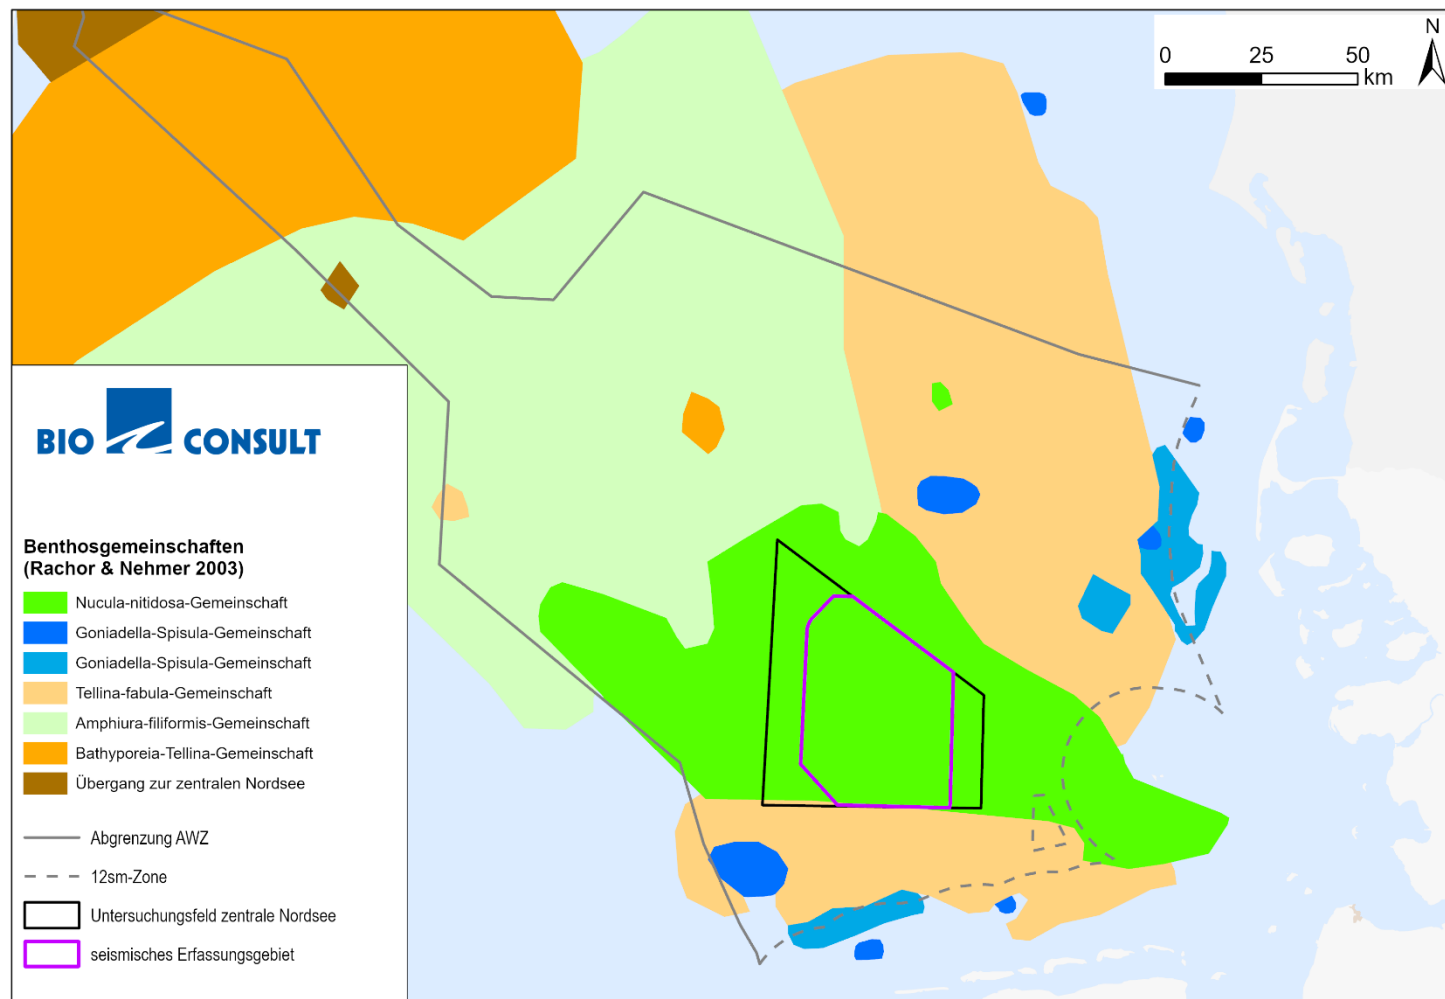 N
0 25 50
km
BIO CONSULT
Benthosgemeinschaften
(Rachor & Nehmer 2003)
Nucula-nitidosa-Gemeinschaft
Goniadella-Spisula-Gemeinschaft
Goniadella-Spisula-Gemeinschaft
Tellina-fabula-Gemeinschaft
Amphiura-filiformis-Gemeinschaft
Bathyporeia-Tellina-Gemeinschaft
Übergang zur zentralen Nordsee
Abgrenzung AWZ
12sm-Zone
Untersuchungsfeld zentrale Nordsee
seismisches Erfassungsgebiet